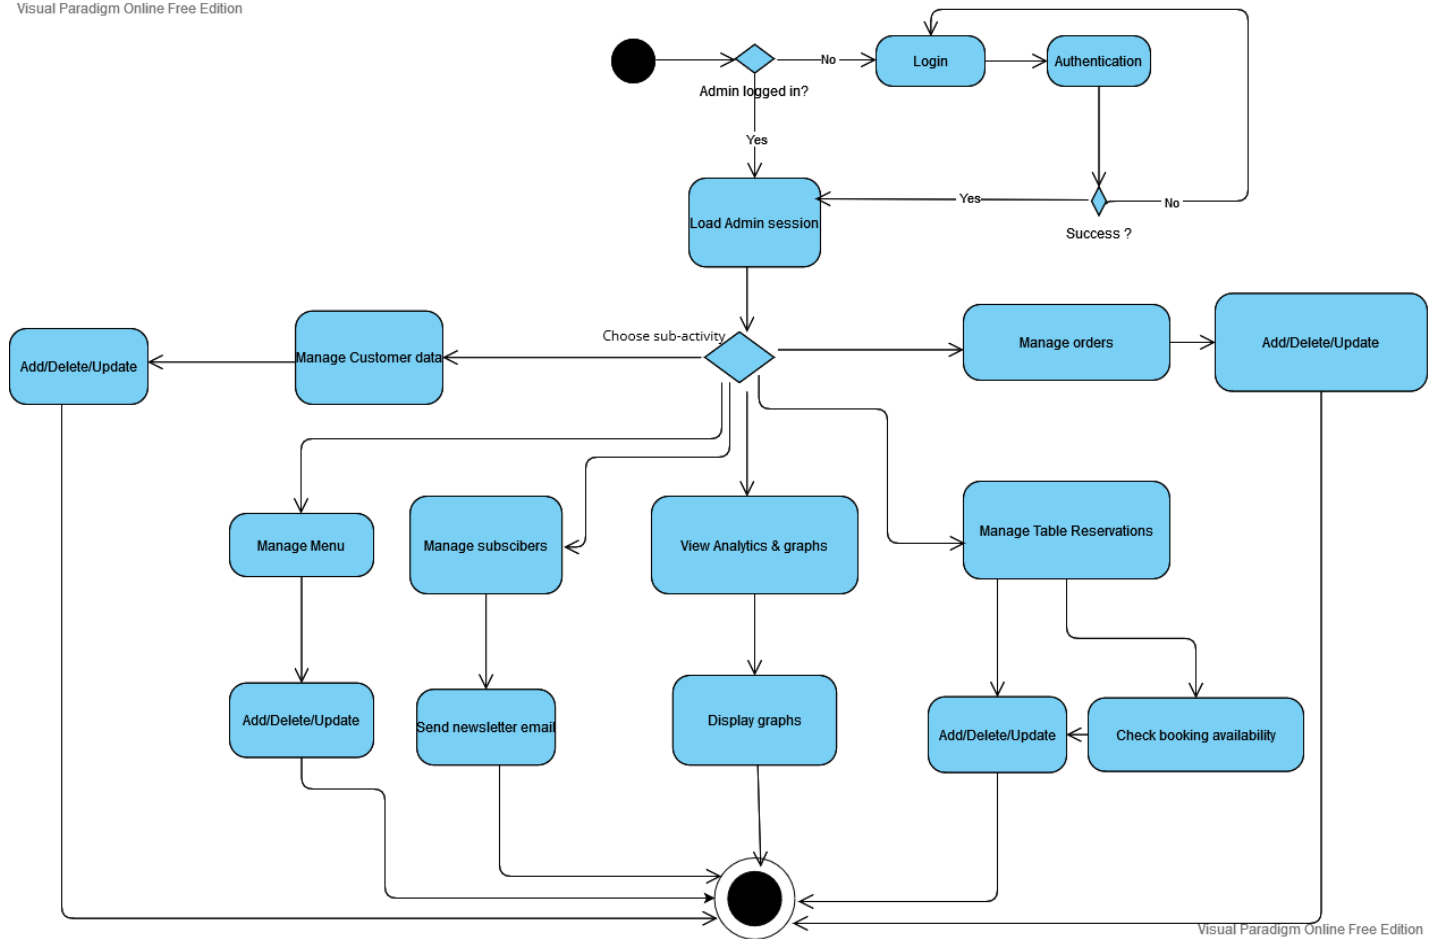 Visual Paradigm Online Free Edition
No
Login
Authentication
Admin logged in?
Yes
Yes
No
Load Admin session
Success ?
Choose sub-activity
Add/Delete/Update
Manage Customer data
Manage orders
Add/Delete/Update
Manage Menu
Manage subscibers
View Analytics & graphs
Manage Table Reservations
Add/Delete/Update
Send newsletter email
Display graphs
Add/Delete/Update
Check booking availability
Visual Paradigm Online Free Edition